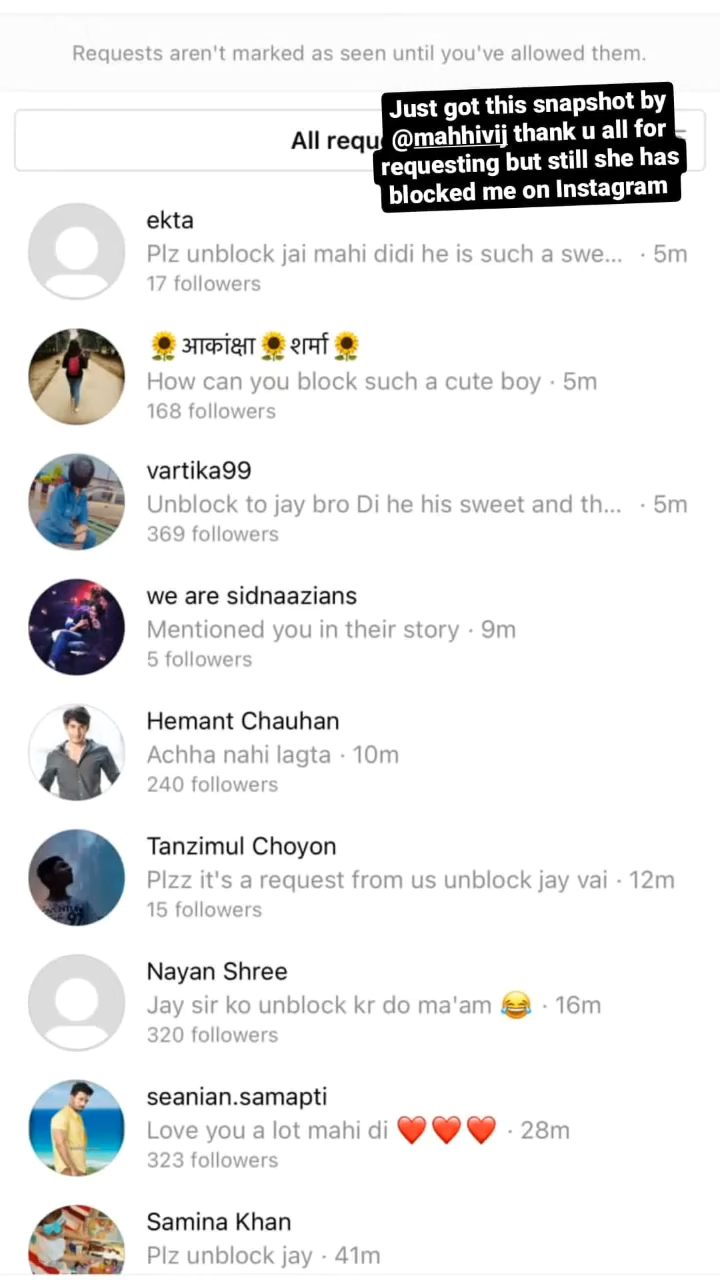 Requests aren't marked as seen until you've allowed them.
Just got this snapshot by
@mahhivij thank u all for
requesting but still she has
blocked me on Instagram
All requ
ekta
Plz unblock jai mahi didi he is such a swe... · 5m
17 followers
🌻आकांक्षा🌻शर्मा🌻
How can you block such a cute boy · 5m
168 followers
vartika99
Unblock to jay bro Di he his sweet and th... · 5m
369 followers
we are sidnaazians
Mentioned you in their story · 9m
5 followers
Hemant Chauhan
Achha nahi lagta · 10m
240 followers
Tanzimul Choyon
Plzz it's a request from us unblock jay vai · 12m
15 followers
Nayan Shree
Jay sir ko unblock kr do ma'am 😂 · 16m
320 followers
seanian.samapti
Love you a lot mahi di ❤️❤️❤️ · 28m
323 followers
Samina Khan
Plz unblock jay · 41m